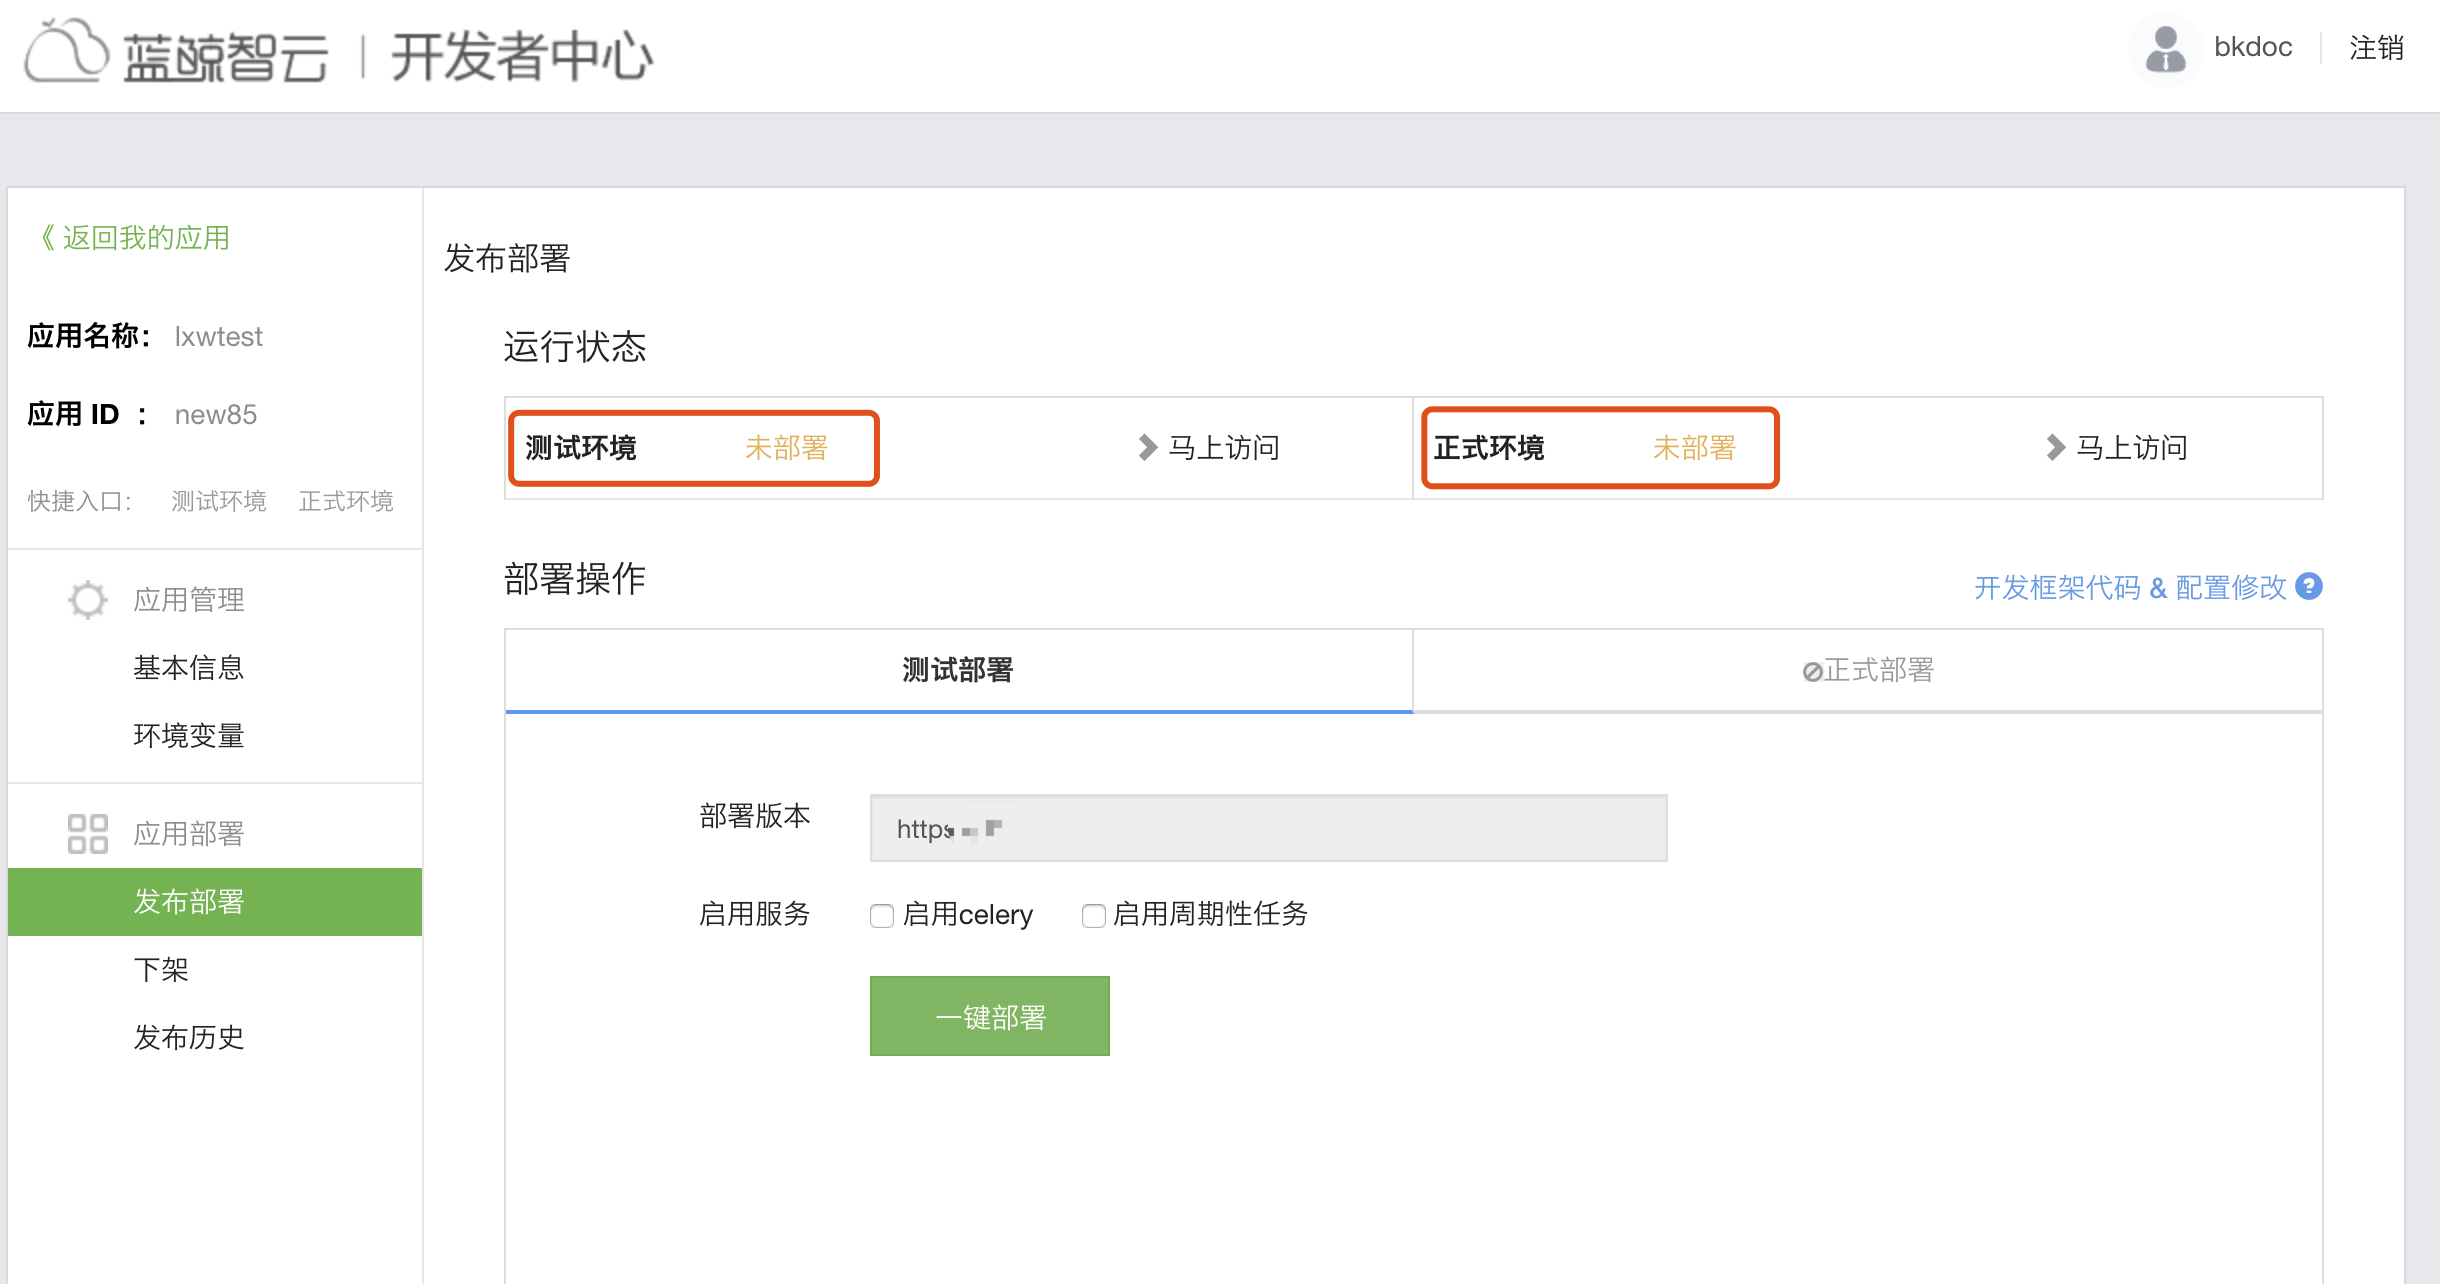 蓝鲸智云 | 开发者中心
bkdoc 注销
《 返回我的应用
应用名称： lxwtest
应用 ID ： new85
快捷入口： 测试环境 正式环境
应用管理
基本信息
环境变量
应用部署
发布部署
下架
发布历史
发布部署
运行状态
测试环境 未部署 马上访问 正式环境 未部署 马上访问
部署操作
开发框架代码 & 配置修改
测试部署 正式部署
部署版本 https
启用服务 启用celery 启用周期性任务
一键部署